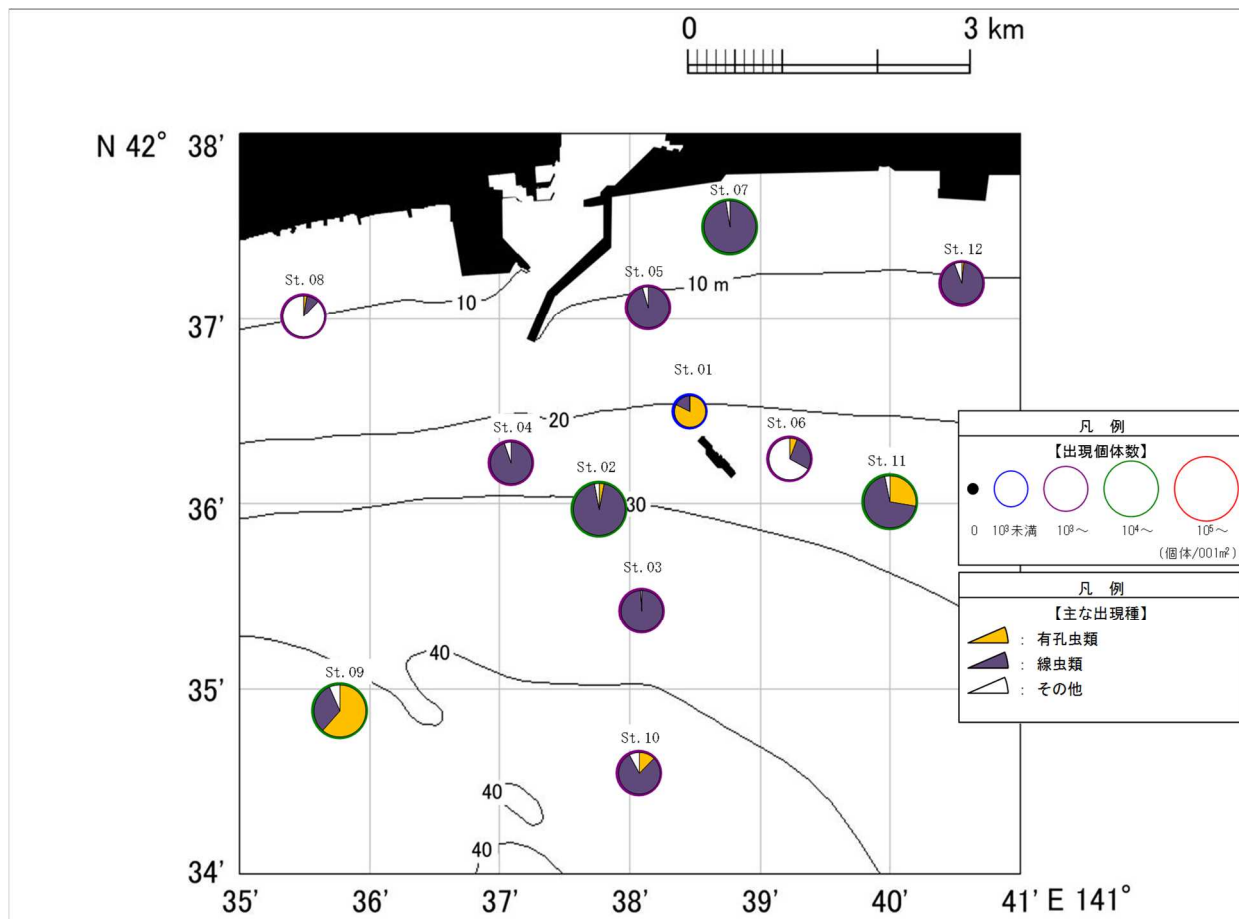 0 3 km
N 42° 38'
St.07
St.12
St.08
St.05
10 m
10
37'
St.01
20
St.04
St.06
St.02
St.11
凡 例
【出現個体数】
36'
30
0 10³未満 10³～ 10⁴～ 10⁵～
(個体/001㎡)
St.03
凡 例
【主な出現種】
： 有孔虫類
： 線虫類
： その他
40
St.09
35'
St.10
40
40
34'
35' 36' 37' 38' 39' 40' 41' E 141°